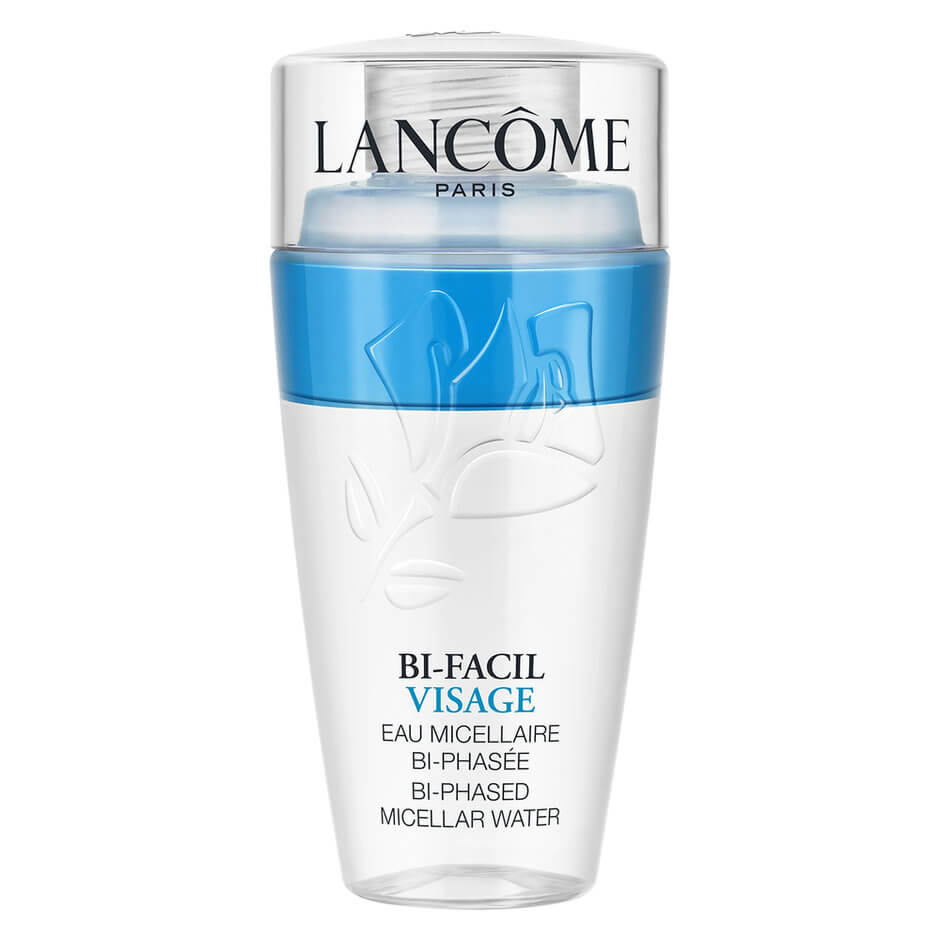 LANCÔME
PARIS
BI-FACIL
VISAGE
EAU MICELLAIRE
BI-PHASÉE
BI-PHASED
MICELLAR WATER